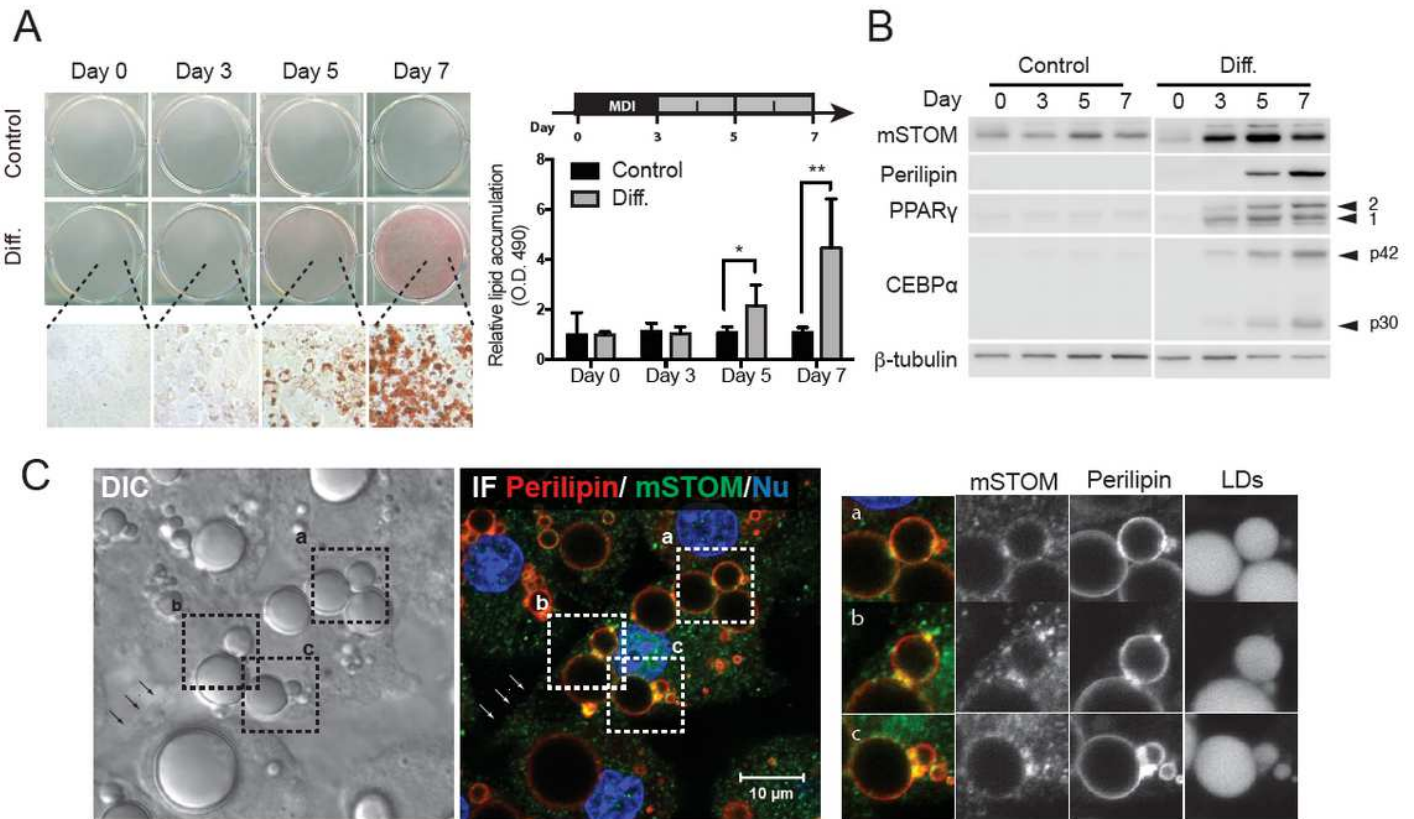 A
Day 0 Day 3 Day 5 Day 7
Control
Diff.
MDI
Day
0 3 5 7
Relative lipid accumulation
(O.D. 490)
8
6
4
2
0
Control
Diff.
*
**
Day 0 Day 3 Day 5 Day 7
B
Control Diff.
Day 0 3 5 7 0 3 5 7
mSTOM
Perilipin
PPARγ 2
1
CEBPα p42
p30
β-tubulin
C
DIC
a
b
c
IF Perilipin/ mSTOM/Nu
a
b
c
10 μm
mSTOM Perilipin LDs
a
b
c